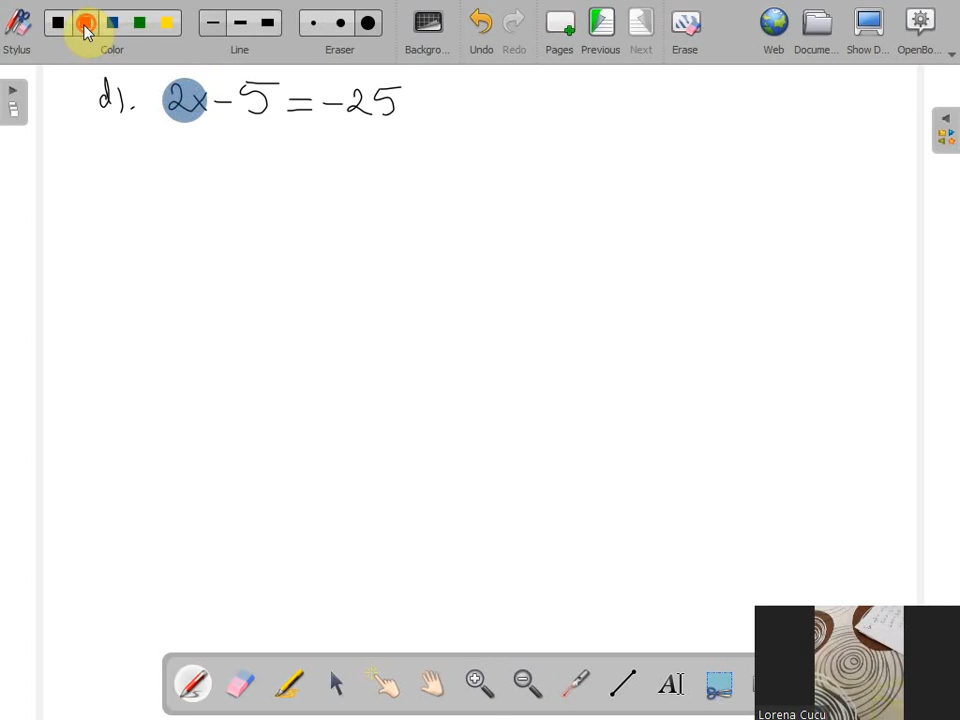 Stylus Color Line Eraser Backgro... Undo Redo Pages Previous Next Erase Web Docume... Show D... OpenBo...
d). 2x - 5 = -25
A
Lorena Cucu